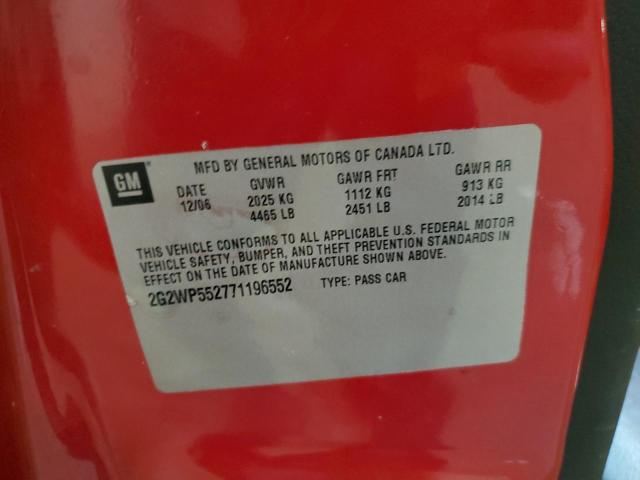 MFD BY GENERAL MOTORS OF CANADA LTD.
GM
DATE GVWR GAWR FRT GAWR RR
12/06 2025 KG 1112 KG 913 KG
4465 LB 2451 LB 2014 LB
THIS VEHICLE CONFORMS TO ALL APPLICABLE U.S. FEDERAL MOTOR
VEHICLE SAFETY, BUMPER, AND THEFT PREVENTION STANDARDS IN
EFFECT ON THE DATE OF MANUFACTURE SHOWN ABOVE.
2G2WP552771196552 TYPE: PASS CAR